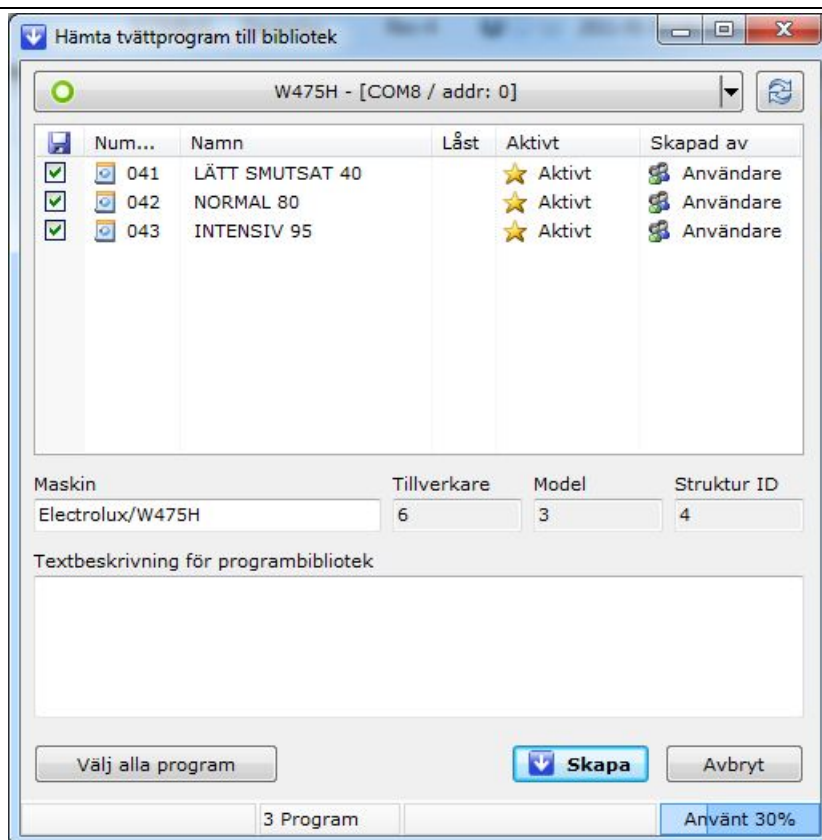 Hämta tvättprogram till bibliotek
W475H - [COM8 / addr: 0]
Num... Namn Låst Aktivt Skapad av
041 LÄTT SMUTSAT 40 Aktivt Användare
042 NORMAL 80 Aktivt Användare
043 INTENSIV 95 Aktivt Användare
Maskin Tillverkare Model Struktur ID
Electrolux/W475H 6 3 4
Textbeskrivning för programbibliotek
Välj alla program Skapa Avbryt
3 Program Använt 30%